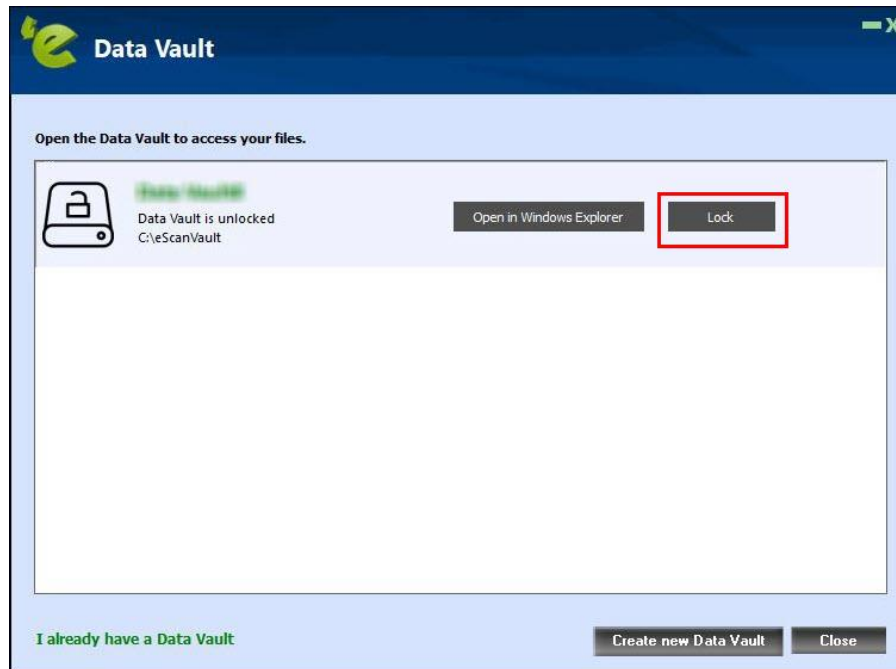 Data Vault
Open the Data Vault to access your files.
Data Vault is unlocked
C:\eScanVault
Open in Windows Explorer
Lock
I already have a Data Vault
Create new Data Vault
Close